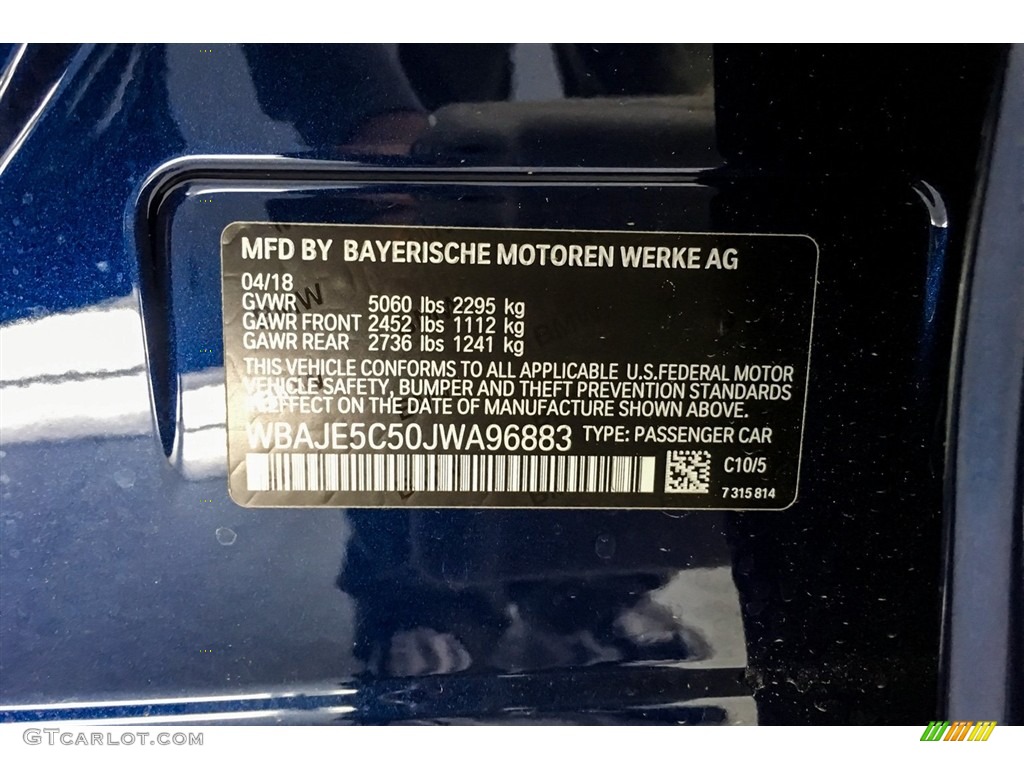 MFD BY BAYERISCHE MOTOREN WERKE AG
04/18
GVWR 5060 lbs 2295 kg
GAWR FRONT 2452 lbs 1112 kg
GAWR REAR 2736 lbs 1241 kg
THIS VEHICLE CONFORMS TO ALL APPLICABLE U.S.FEDERAL MOTOR
VEHICLE SAFETY, BUMPER AND THEFT PREVENTION STANDARDS
IN EFFECT ON THE DATE OF MANUFACTURE SHOWN ABOVE.
WBAJE5C50JWA96883 TYPE: PASSENGER CAR
C10/5
7 315 814
GTCarLot.com